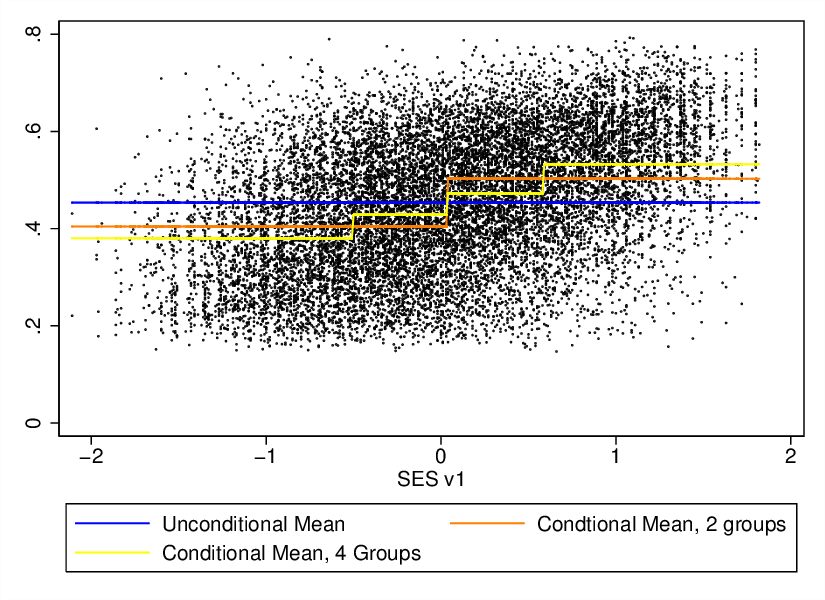 .8
.6
.4
.2
0
−2 −1 0 1 2
SES v1
Unconditional Mean Condtional Mean, 2 groups
Conditional Mean, 4 Groups